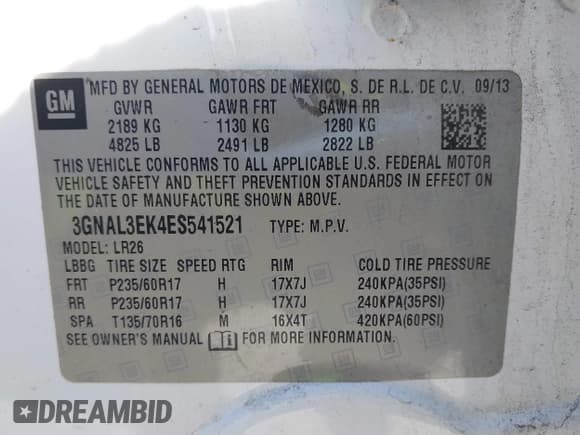 GM
MFD BY GENERAL MOTORS DE MEXICO, S. DE R.L. DE C.V. 09/13
GVWR GAWR FRT GAWR RR
2189 KG 1130 KG 1280 KG
4825 LB 2491 LB 2822 LB
THIS VEHICLE CONFORMS TO ALL APPLICABLE U.S. FEDERAL MOTOR
VEHICLE SAFETY AND THEFT PREVENTION STANDARDS IN EFFECT ON
THE DATE OF MANUFACTURE SHOWN ABOVE.
3GNAL3EK4ES541521 TYPE: M.P.V.
MODEL: LR26
LBBG TIRE SIZE SPEED RTG RIM COLD TIRE PRESSURE
FRT P235/60R17 H 17X7J 240KPA(35PSI)
RR P235/60R17 H 17X7J 240KPA(35PSI)
SPA T135/70R16 M 16X4T 420KPA(60PSI)
SEE OWNER'S MANUAL FOR MORE INFORMATION.
DREAMBID